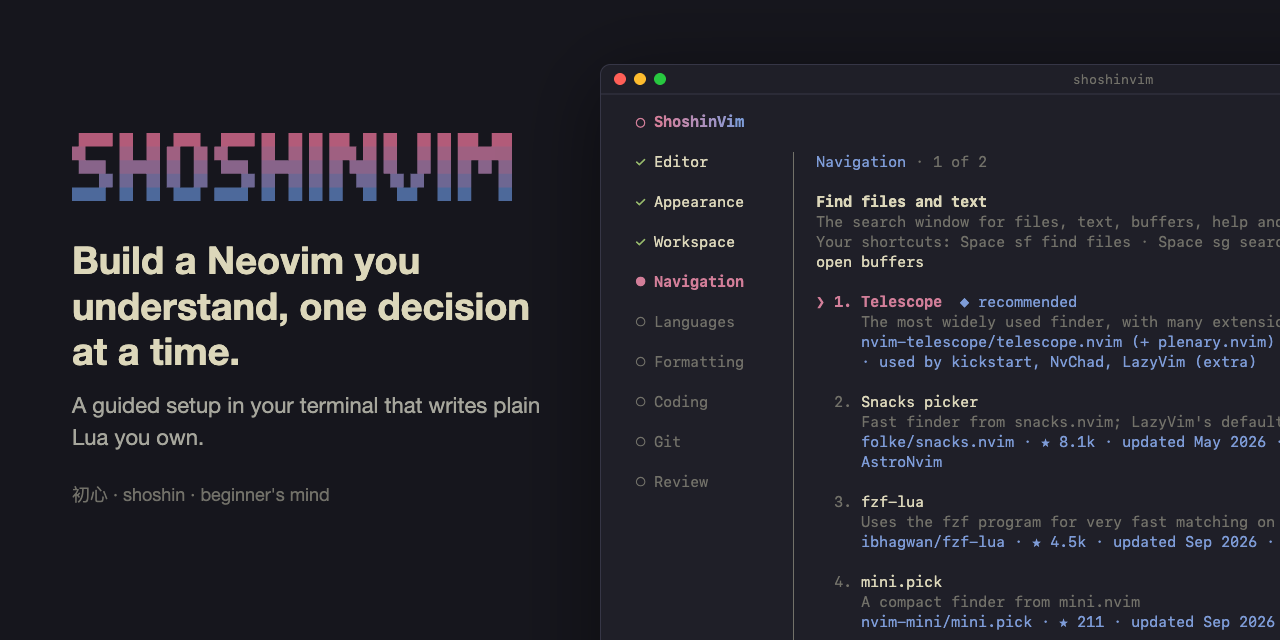 SHOSHINVIM
Build a Neovim you
understand, one decision
at a time.
A guided setup in your terminal that writes plain
Lua you own.
初心 · shoshin · beginner's mind
shoshinvim
○ ShoshinVim
✓ Editor
✓ Appearance
✓ Workspace
● Navigation
○ Languages
○ Formatting
○ Coding
○ Git
○ Review
Navigation · 1 of 2
Find files and text
The search window for files, text, buffers, help and
Your shortcuts: Space sf find files · Space sg
open buffers
❯ 1. Telescope ◆ recommended
The most widely used finder, with many
nvim-telescope/telescope.nvim (+ plenary.nvim)
· used by kickstart, NvChad, LazyVim (extra)
2. Snacks picker
Fast finder from snacks.nvim; LazyVim's default
folke/snacks.nvim · ★ 8.1k · updated May 2026 ·
AstroNvim
3. fzf-lua
Uses the fzf program for very fast matching on
ibhagwan/fzf-lua · ★ 4.5k · updated Sep 2026 ·
4. mini.pick
A compact finder from mini.nvim
nvim-mini/mini.pick · ★ 211 · updated Sep 2026